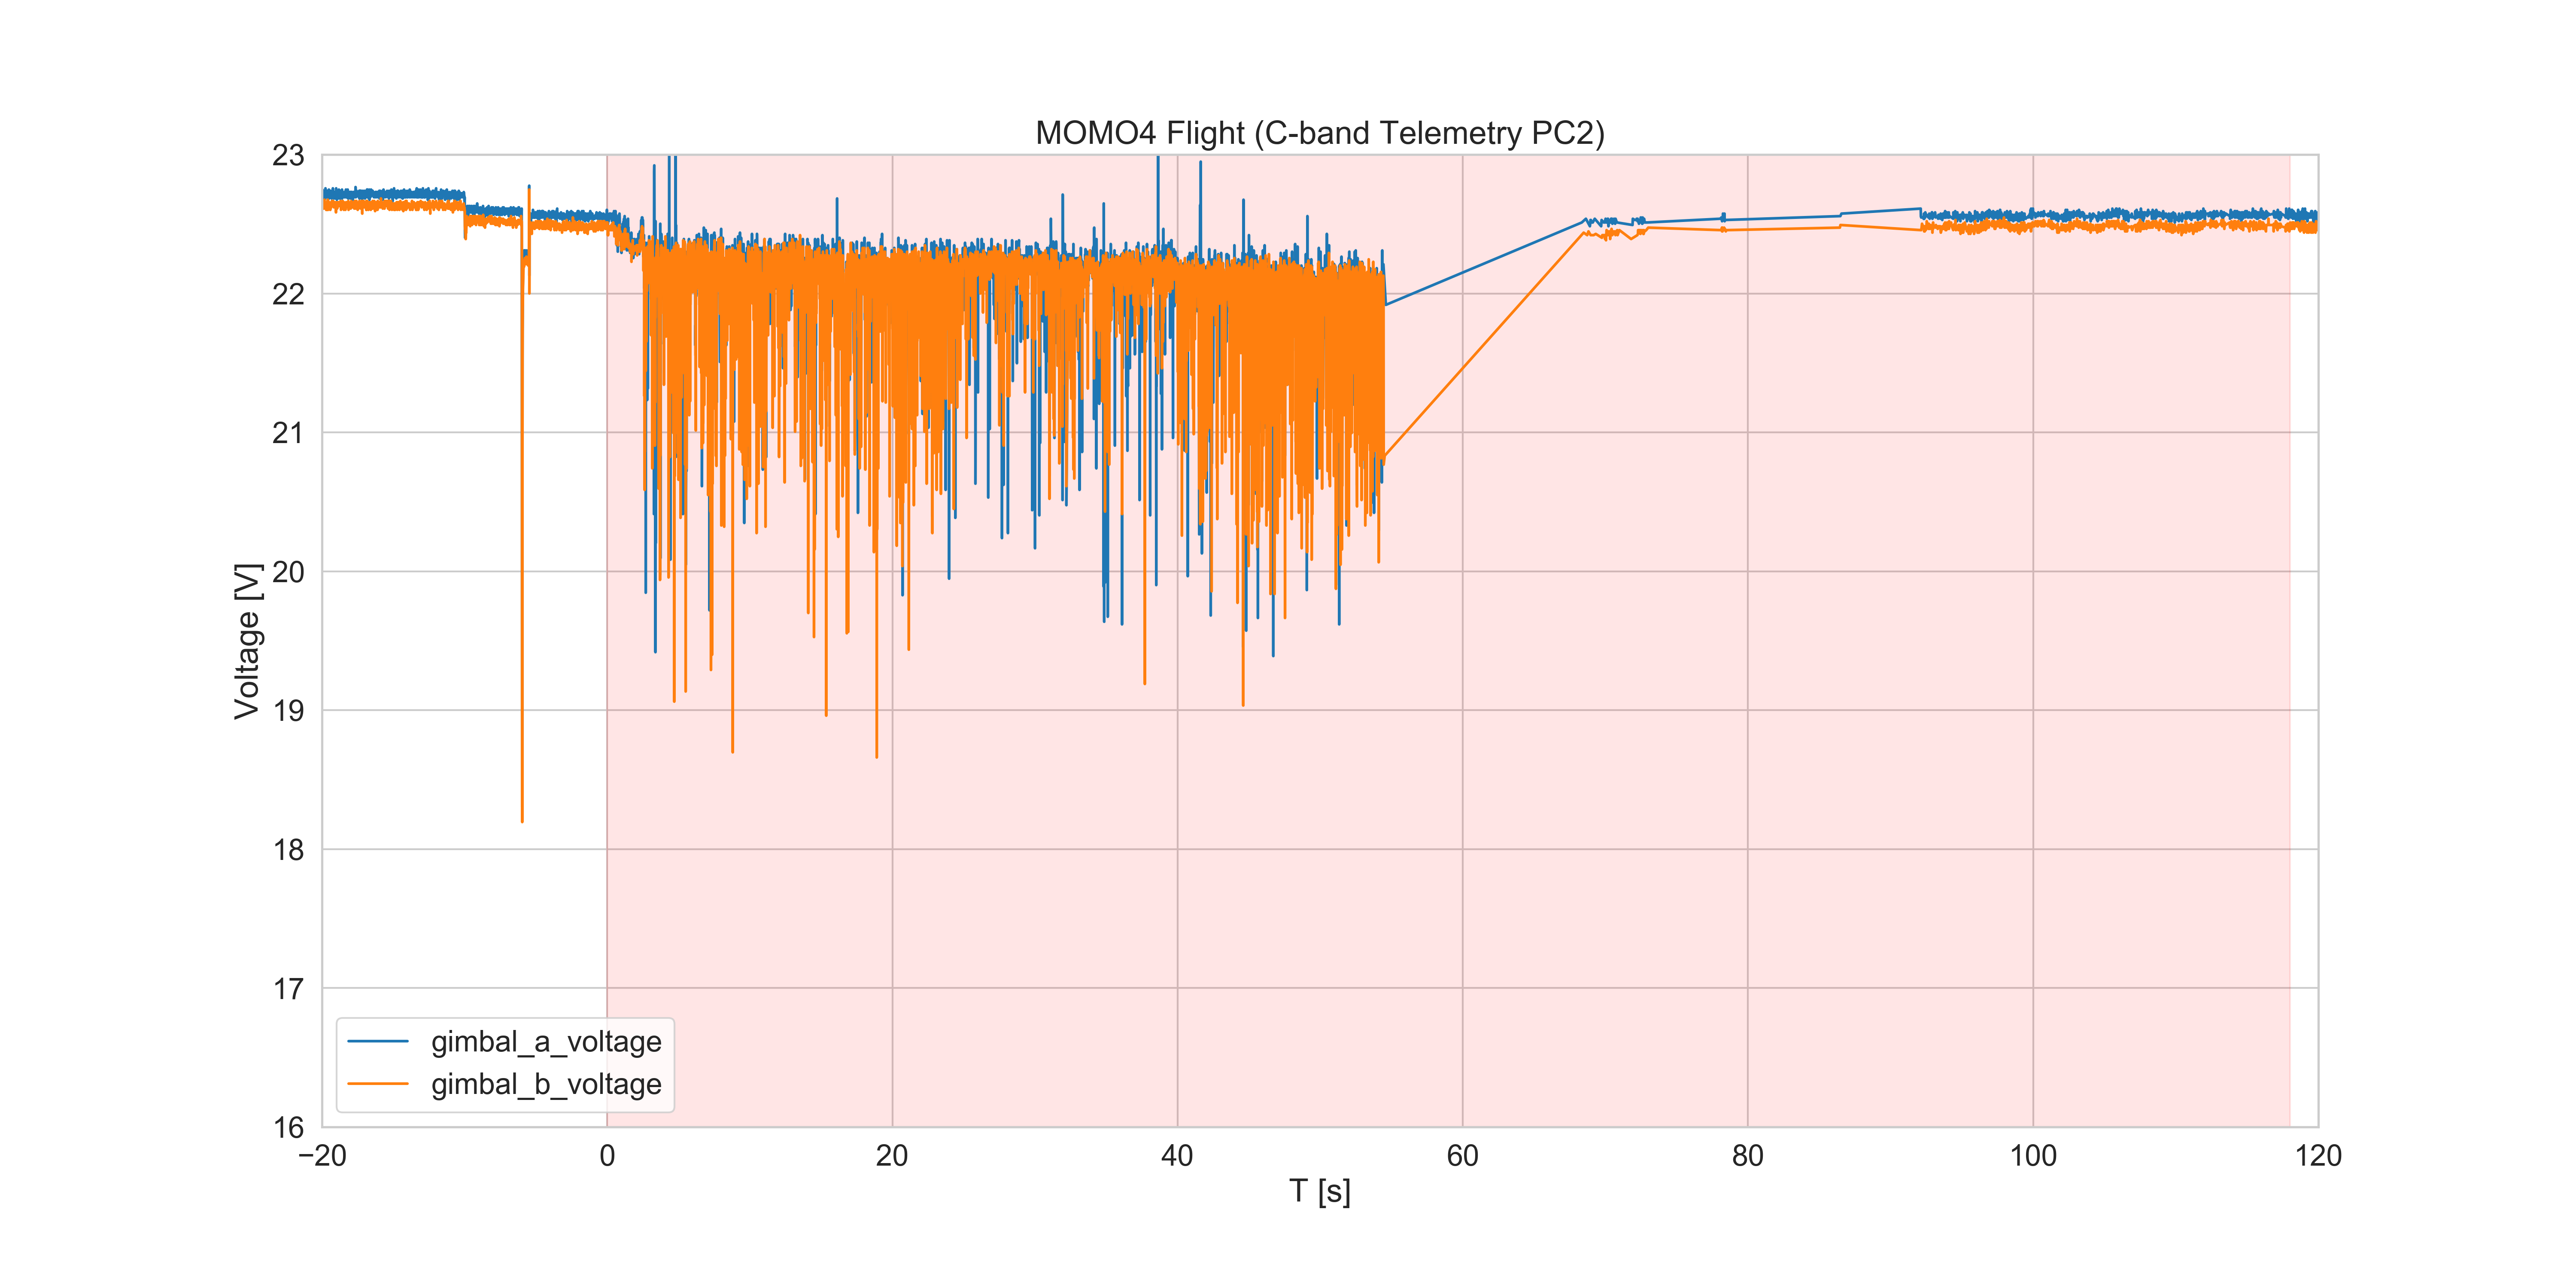 MOMO4 Flight (C-band Telemetry PC2)
23
22
21
20
19
18
17
16
Voltage [V]
gimbal_a_voltage
gimbal_b_voltage
−20 0 20 40 60 80 100 120
T [s]